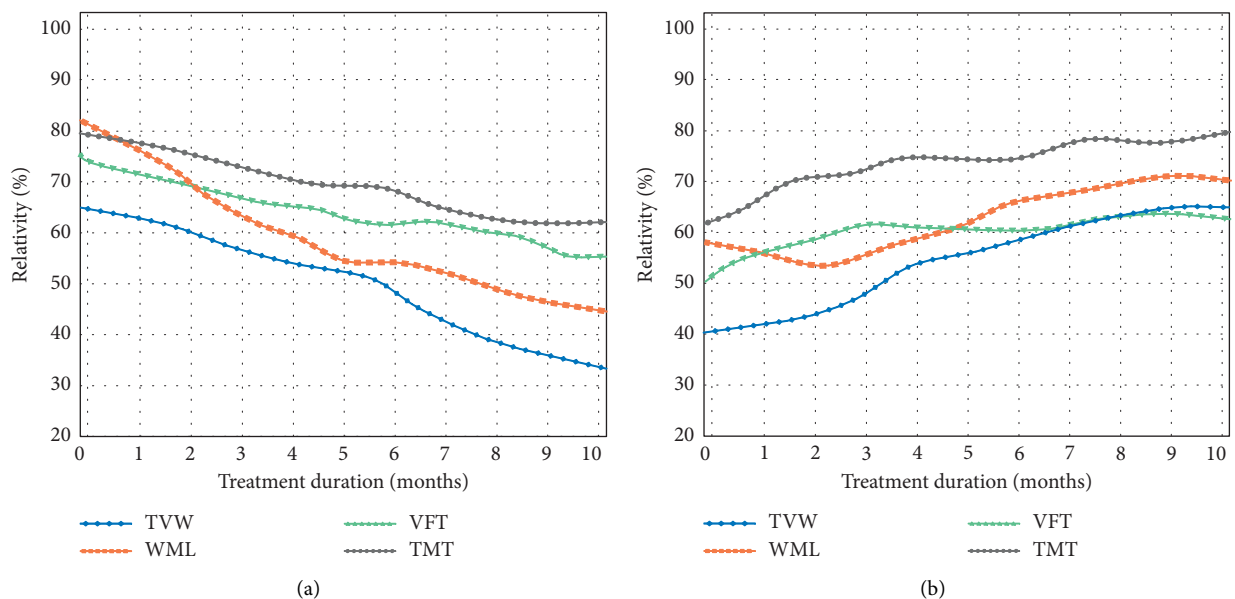 100
90
80
70
60
50
40
30
20
Relativity (%)
0 1 2 3 4 5 6 7 8 9 10
Treatment duration (months)
TVW VFT
WML TMT
(a)
100
90
80
70
60
50
40
30
20
Relativity (%)
0 1 2 3 4 5 6 7 8 9 10
Treatment duration (months)
TVW VFT
WML TMT
(b)